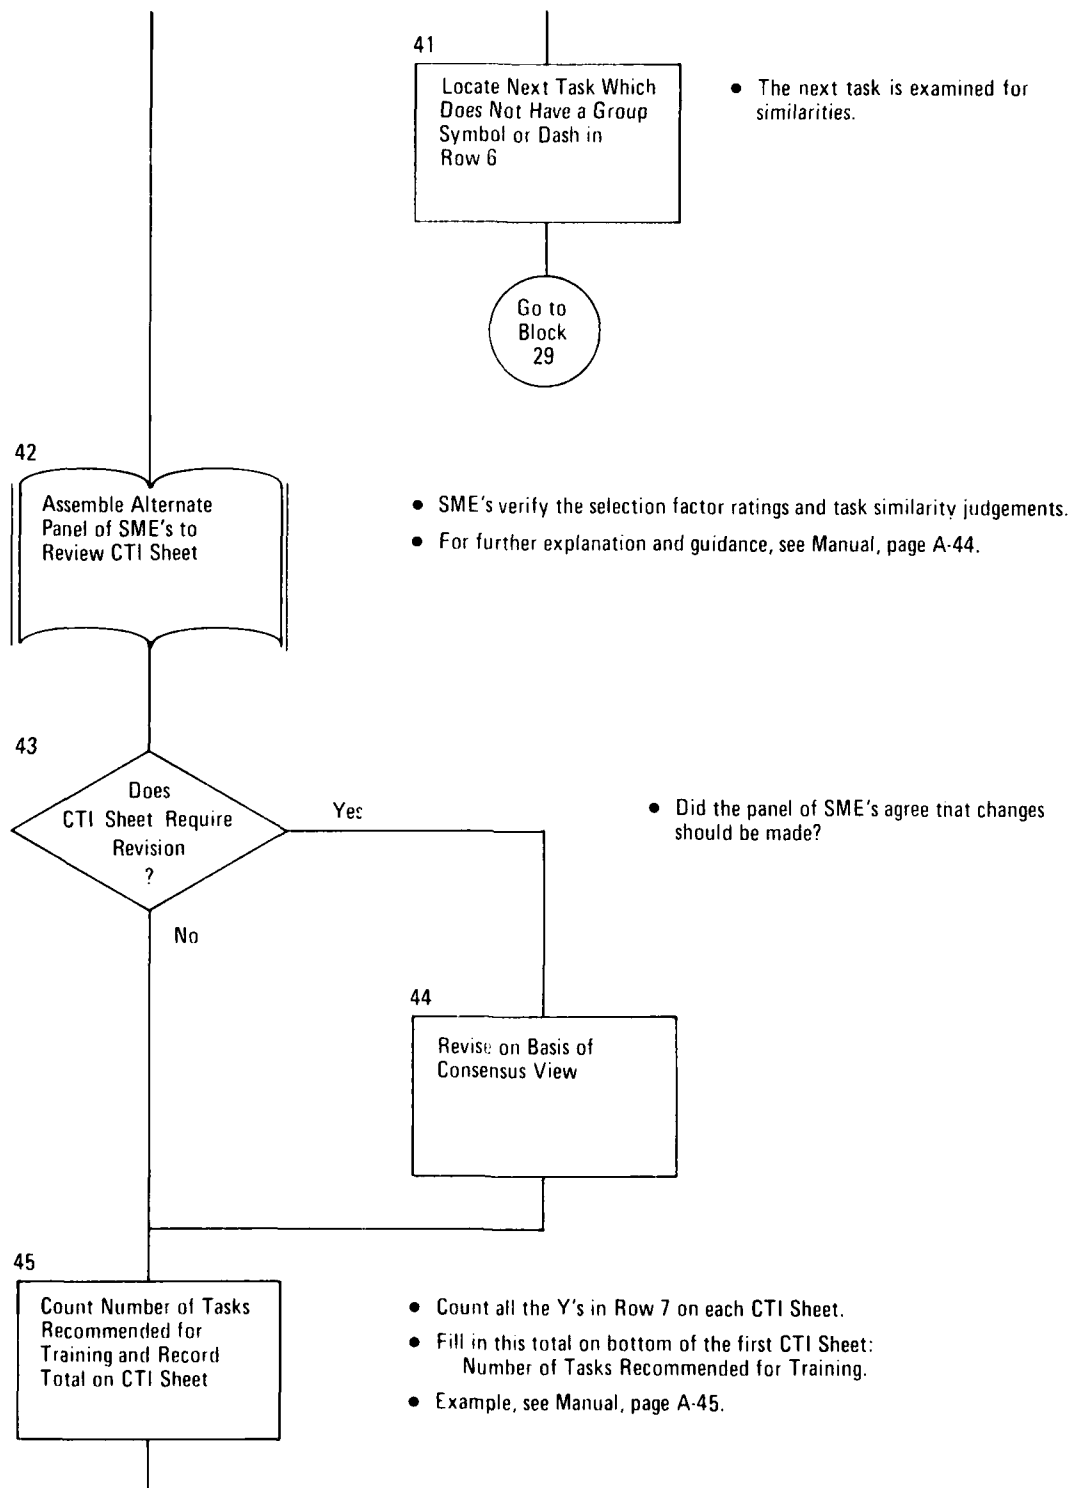 41
Locate Next Task Which
Does Not Have a Group
Symbol or Dash in
Row 6
• The next task is examined for
similarities.
Go to
Block
29
42
Assemble Alternate
Panel of SME's to
Review CTI Sheet
• SME's verify the selection factor ratings and task similarity judgements.
• For further explanation and guidance, see Manual, page A-44.
43
Does
CTI Sheet Require
Revision
?
Yes
No
• Did the panel of SME's agree that changes
should be made?
44
Revise on Basis of
Consensus View
45
Count Number of Tasks
Recommended for
Training and Record
Total on CTI Sheet
• Count all the Y's in Row 7 on each CTI Sheet.
• Fill in this total on bottom of the first CTI Sheet:
Number of Tasks Recommended for Training.
• Example, see Manual, page A-45.